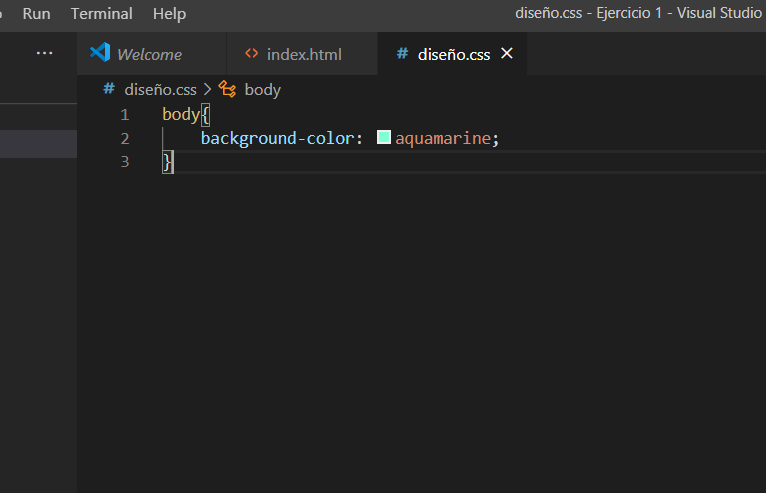 Run Terminal Help diseño.css - Ejercicio 1 - Visual Studio
... Welcome <> index.html # diseño.css ×
# diseño.css > body
1 body{
2 background-color: aquamarine;
3 }